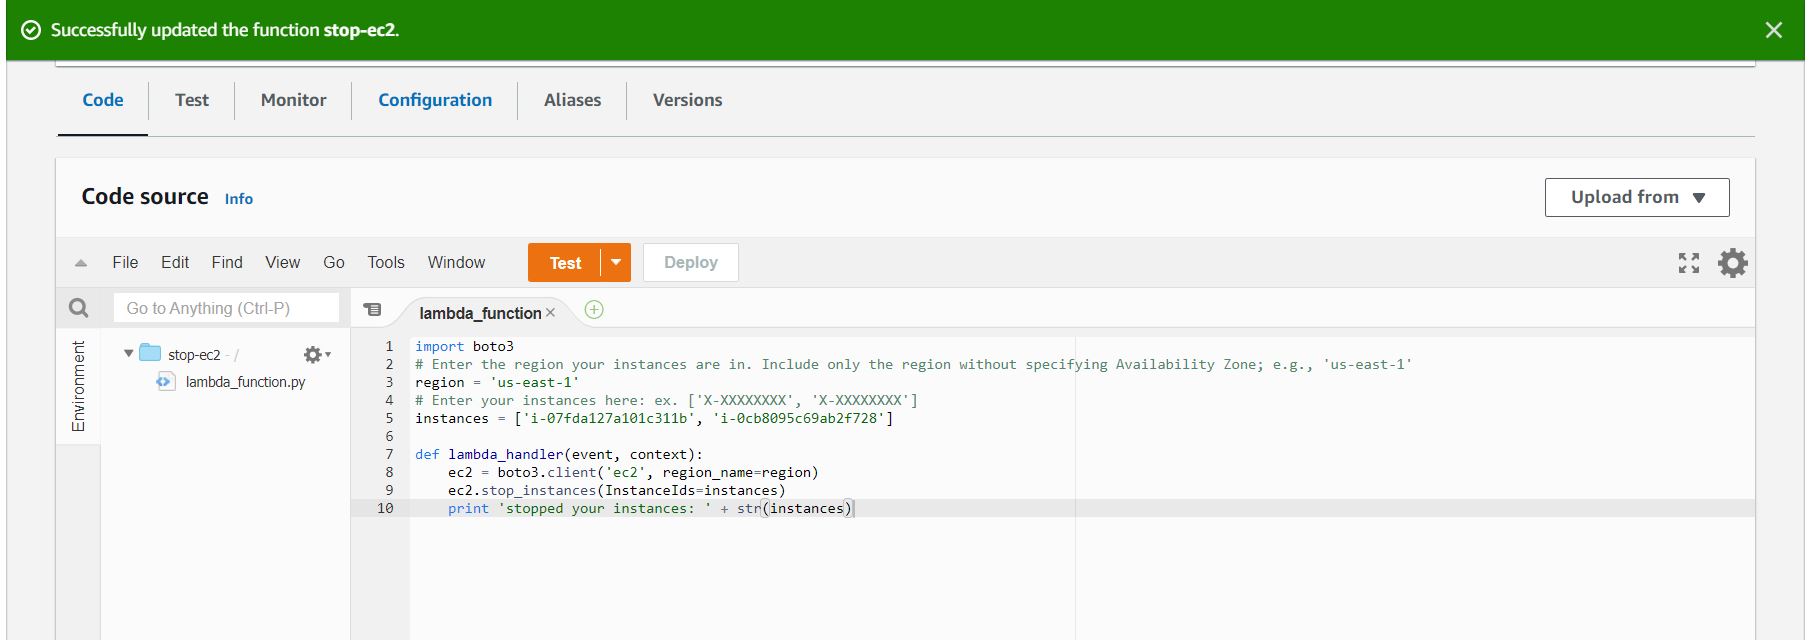 Successfully updated the function stop-ec2.
Code Test Monitor Configuration Aliases Versions
Code source Info
Upload from
File Edit Find View Go Tools Window Test Deploy
Go to Anything (Ctrl-P)
lambda_function
Environment
stop-ec2 - /
lambda_function.py
1 import boto3
2 # Enter the region your instances are in. Include only the region without specifying Availability Zone; e.g., 'us-east-1'
3 region = 'us-east-1'
4 # Enter your instances here: ex. ['X-XXXXXXXX', 'X-XXXXXXXX']
5 instances = ['i-07fda127a101c311b', 'i-0cb8095c69ab2f728']
6
7 def lambda_handler(event, context):
8     ec2 = boto3.client('ec2', region_name=region)
9     ec2.stop_instances(InstanceIds=instances)
10     print 'stopped your instances: ' + str(instances)